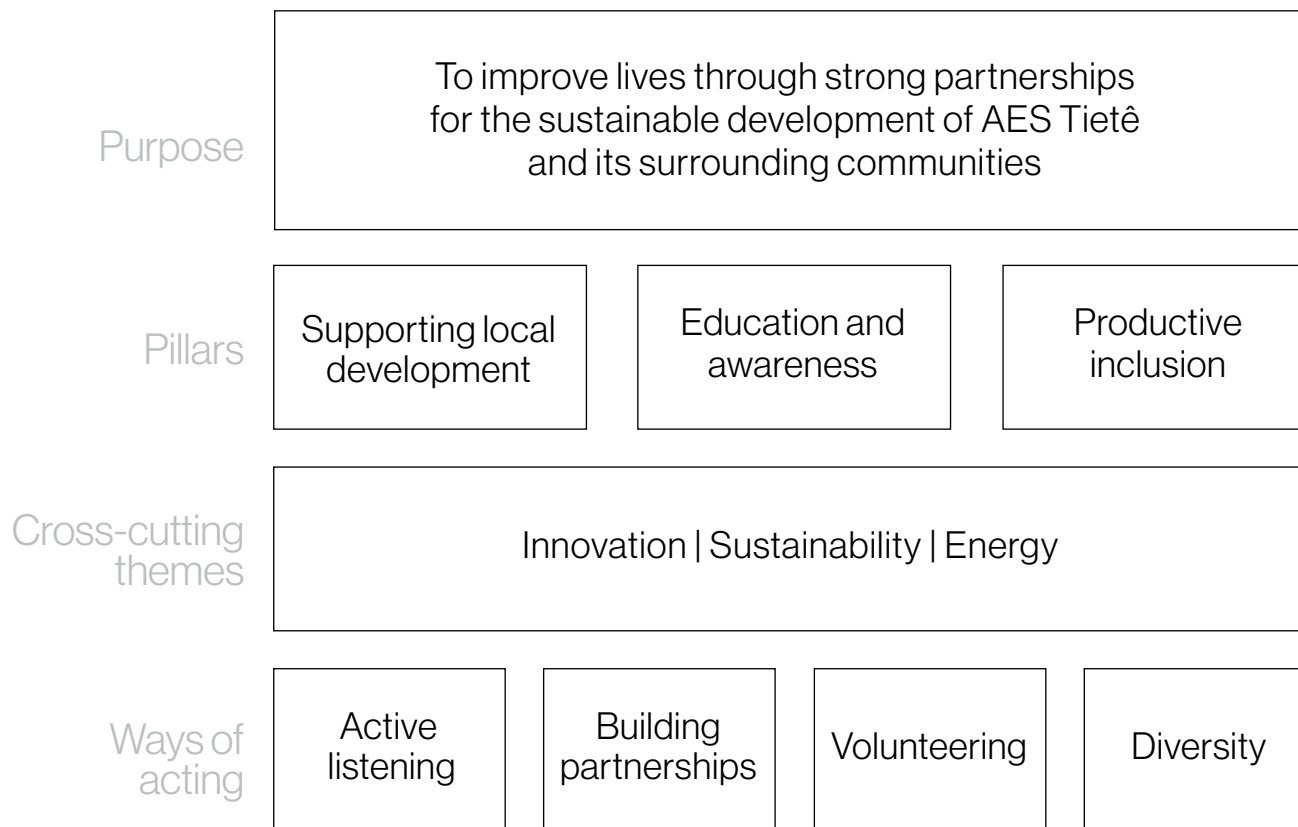 Purpose
To improve lives through strong partnerships
for the sustainable development of AES Tietê
and its surrounding communities
Pillars
Supporting local
development
Education and
awareness
Productive
inclusion
Cross-cutting
themes
Innovation | Sustainability | Energy
Ways of
acting
Active
listening
Building
partnerships
Volunteering
Diversity